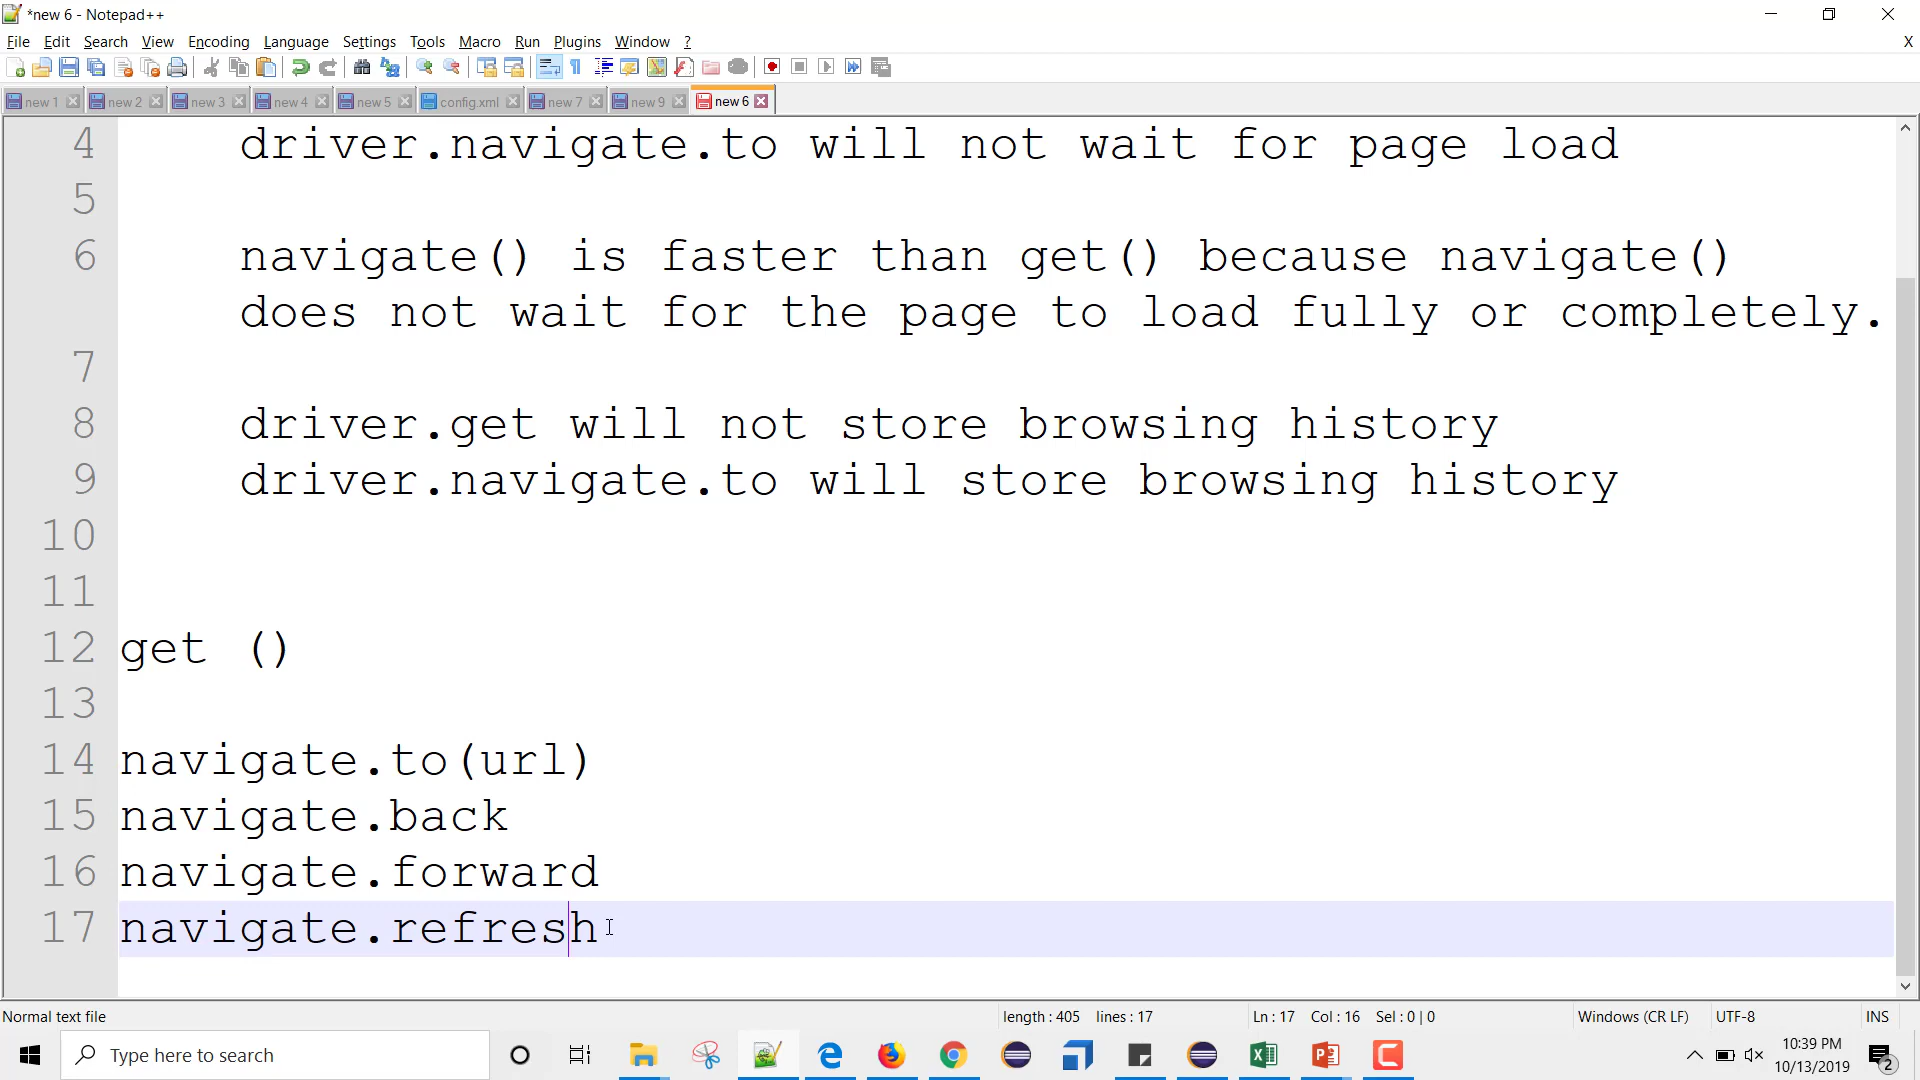 *new 6 - Notepad++
File Edit Search View Encoding Language Settings Tools Macro Run Plugins Window ?
X
new 1 new 2 new 3 new 4 new 5 config.xml new 7 new 9 new 6
4 driver.navigate.to will not wait for page load
5
6 navigate() is faster than get() because navigate()
does not wait for the page to load fully or completely.
7
8 driver.get will not store browsing history
9 driver.navigate.to will store browsing history
10
11
12 get ()
13
14 navigate.to(url)
15 navigate.back
16 navigate.forward
17 navigate.refresh
Normal text file length : 405 lines : 17 Ln : 17 Col : 16 Sel : 0 | 0 Windows (CR LF) UTF-8 INS
Type here to search
10:39 PM
10/13/2019
2